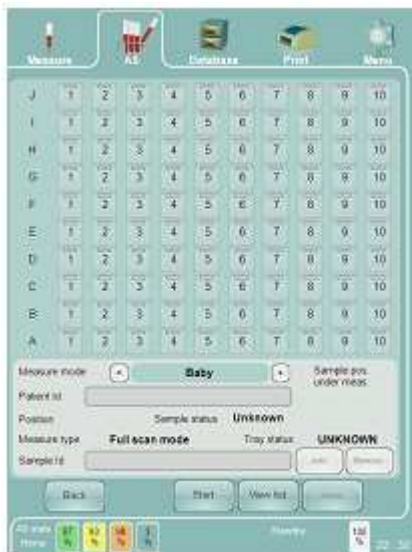 Measure AS Database Print Menu
J 1 2 3 4 5 6 7 8 9 10
I 1 2 3 4 5 6 7 8 9 10
H 1 2 3 4 5 6 7 8 9 10
G 1 2 3 4 5 6 7 8 9 10
F 1 2 3 4 5 6 7 8 9 10
E 1 2 3 4 5 6 7 8 9 10
D 1 2 3 4 5 6 7 8 9 10
C 1 2 3 4 5 6 7 8 9 10
B 1 2 3 4 5 6 7 8 9 10
A 1 2 3 4 5 6 7 8 9 10
Measure mode < Baby > Sample pos. under meas.
Patient Id
Position Sample status Unknown
Measure type Full scan mode Tray status UNKNOWN
Sample Id
Back Start View list
AS state
Home % % % % Standby 100 %